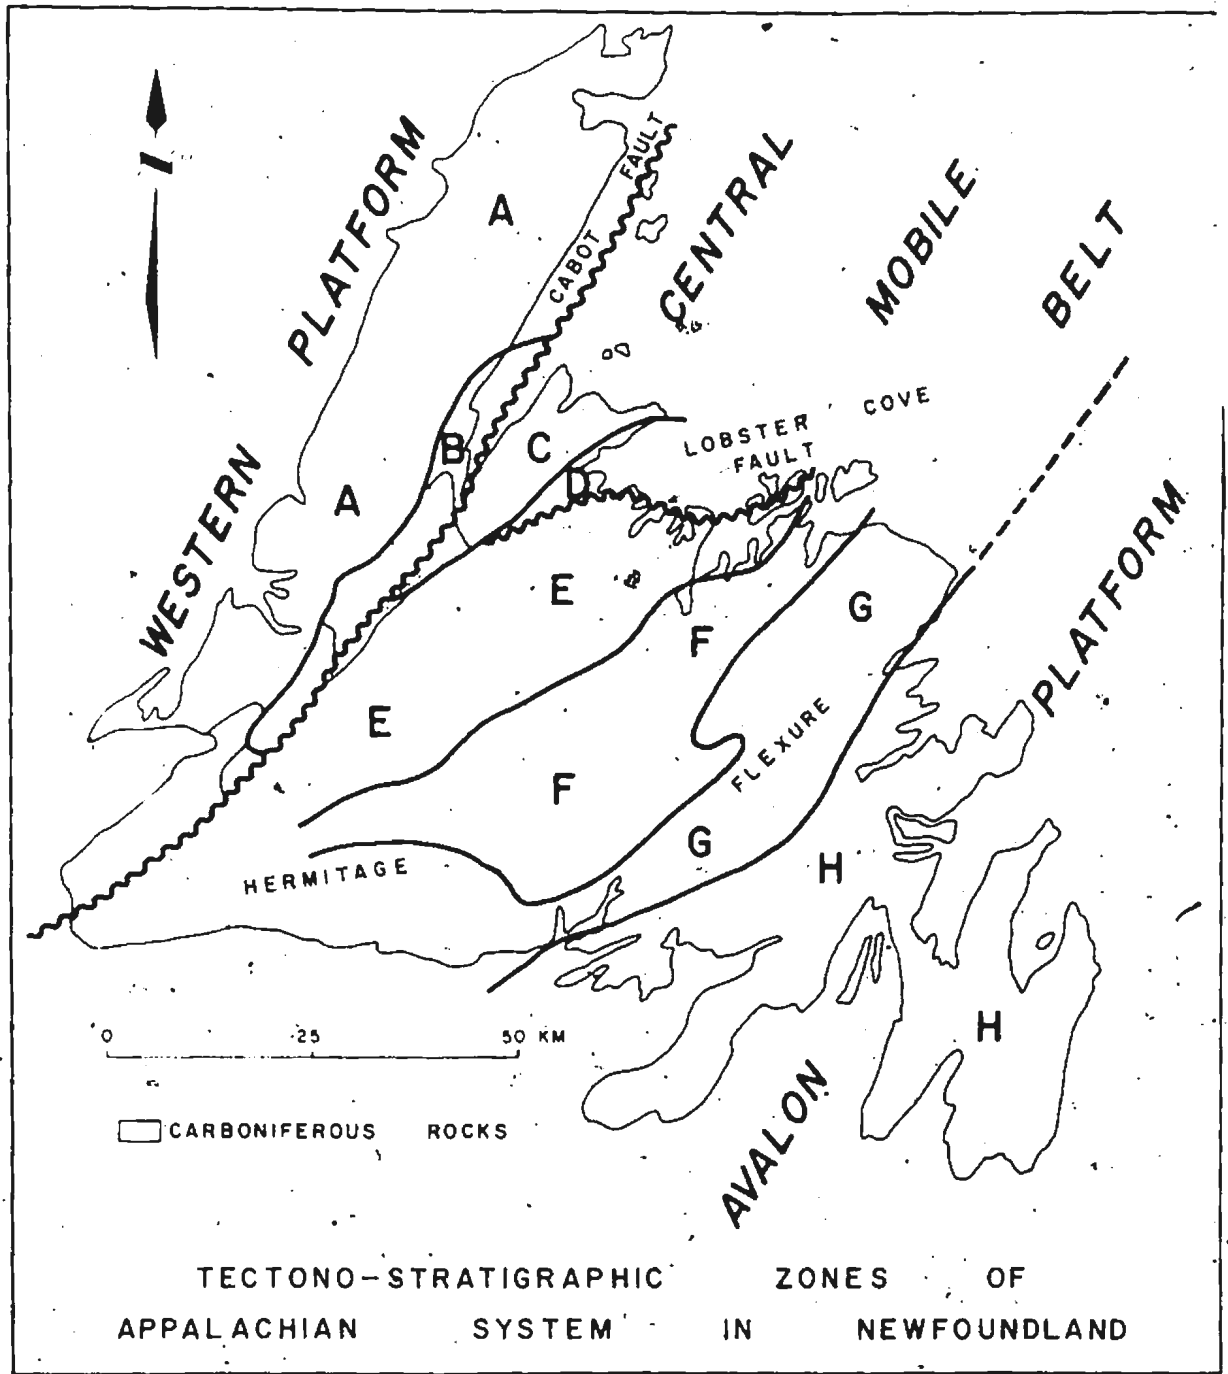 WESTERN PLATFORM
CENTRAL MOBILE BELT
AVALON PLATFORM
CABOT FAULT
LOBSTER COVE
FAULT
HERMITAGE FLEXURE
A
A
B
C
D
E
E
F
F
G
G
H
H
0 25 50 KM
CARBONIFEROUS ROCKS
TECTONO-STRATIGRAPHIC ZONES OF
APPALACHIAN SYSTEM IN NEWFOUNDLAND